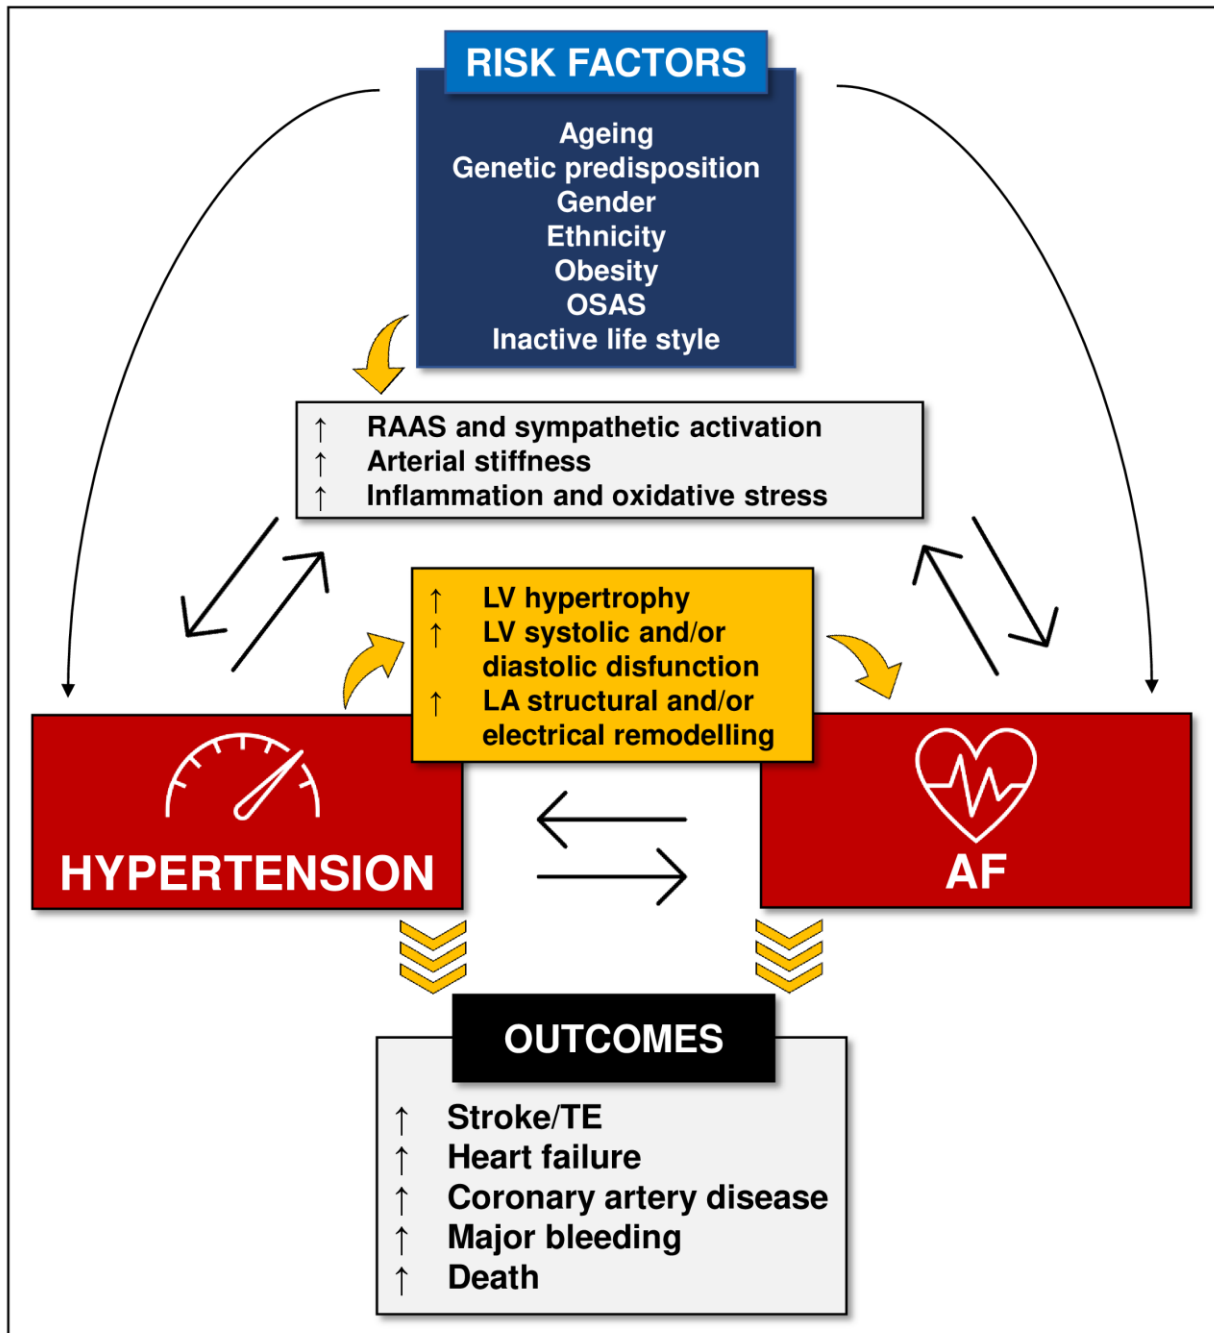 RISK FACTORS
Ageing
Genetic predisposition
Gender
Ethnicity
Obesity
OSAS
Inactive life style
↑ RAAS and sympathetic activation
↑ Arterial stiffness
↑ Inflammation and oxidative stress
↑ LV hypertrophy
↑ LV systolic and/or
diastolic disfunction
↑ LA structural and/or
electrical remodelling
HYPERTENSION
AF
OUTCOMES
↑ Stroke/TE
↑ Heart failure
↑ Coronary artery disease
↑ Major bleeding
↑ Death